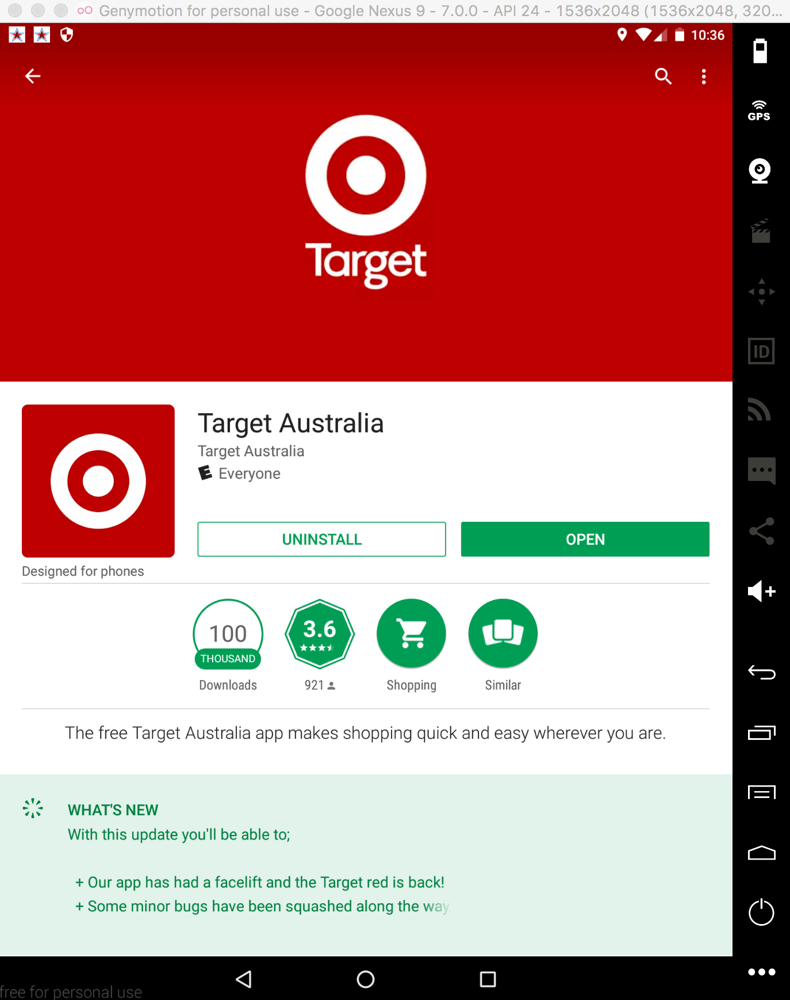 Genymotion for personal use - Google Nexus 9 - 7.0.0 - API 24 - 1536x2048 (1536x2048, 320...
10:36
GPS
Target
ID
Target Australia
Target Australia
E Everyone
UNINSTALL
OPEN
Designed for phones
100
THOUSAND
3.6
Downloads
921
Shopping
Similar
The free Target Australia app makes shopping quick and easy wherever you are.
WHAT'S NEW
With this update you'll be able to;
+ Our app has had a facelift and the Target red is back!
+ Some minor bugs have been squashed along the way
free for personal use